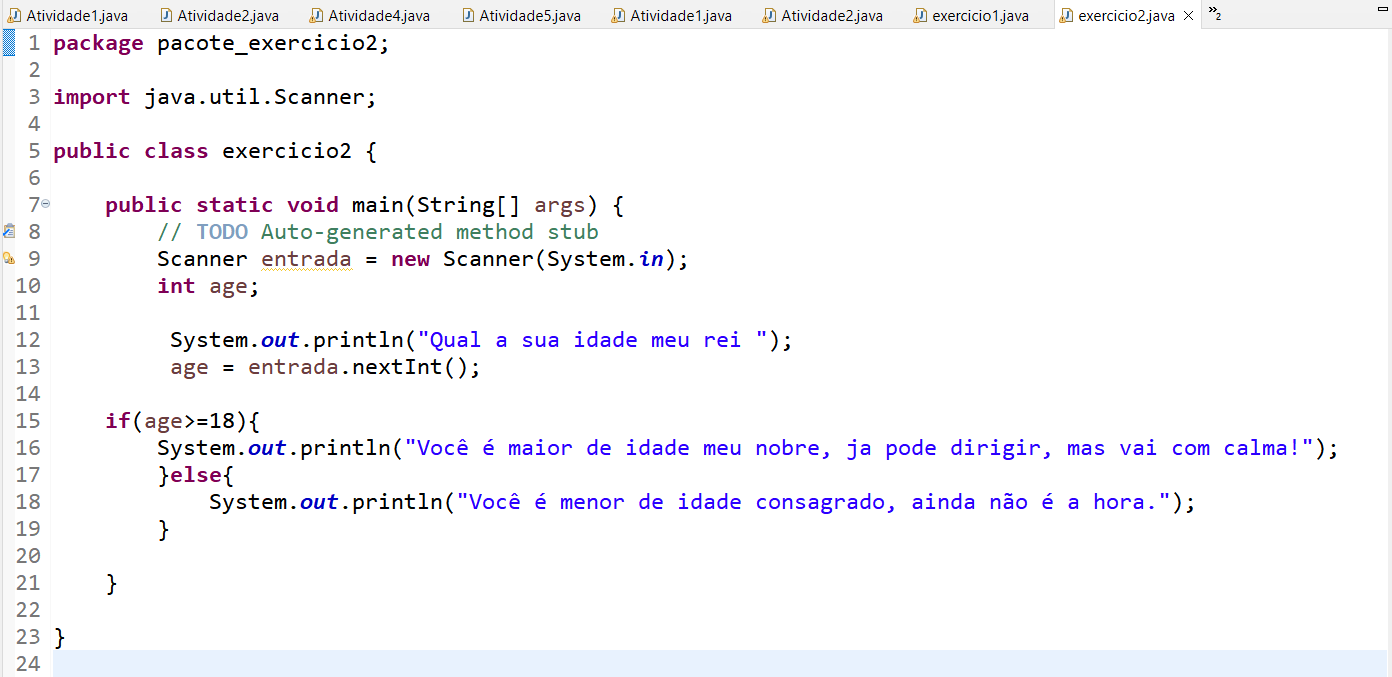 Atividade1.java Atividade2.java Atividade4.java Atividade5.java Atividade1.java Atividade2.java exercicio1.java exercicio2.java »2
1 package pacote_exercicio2;
2
3 import java.util.Scanner;
4
5 public class exercicio2 {
6
7 public static void main(String[] args) {
8 // TODO Auto-generated method stub
9 Scanner entrada = new Scanner(System.in);
10 int age;
11
12 System.out.println("Qual a sua idade meu rei ");
13 age = entrada.nextInt();
14
15 if(age>=18){
16 System.out.println("Você é maior de idade meu nobre, ja pode dirigir, mas vai com calma!");
17 }else{
18 System.out.println("Você é menor de idade consagrado, ainda não é a hora.");
19 }
20
21 }
22
23 }
24